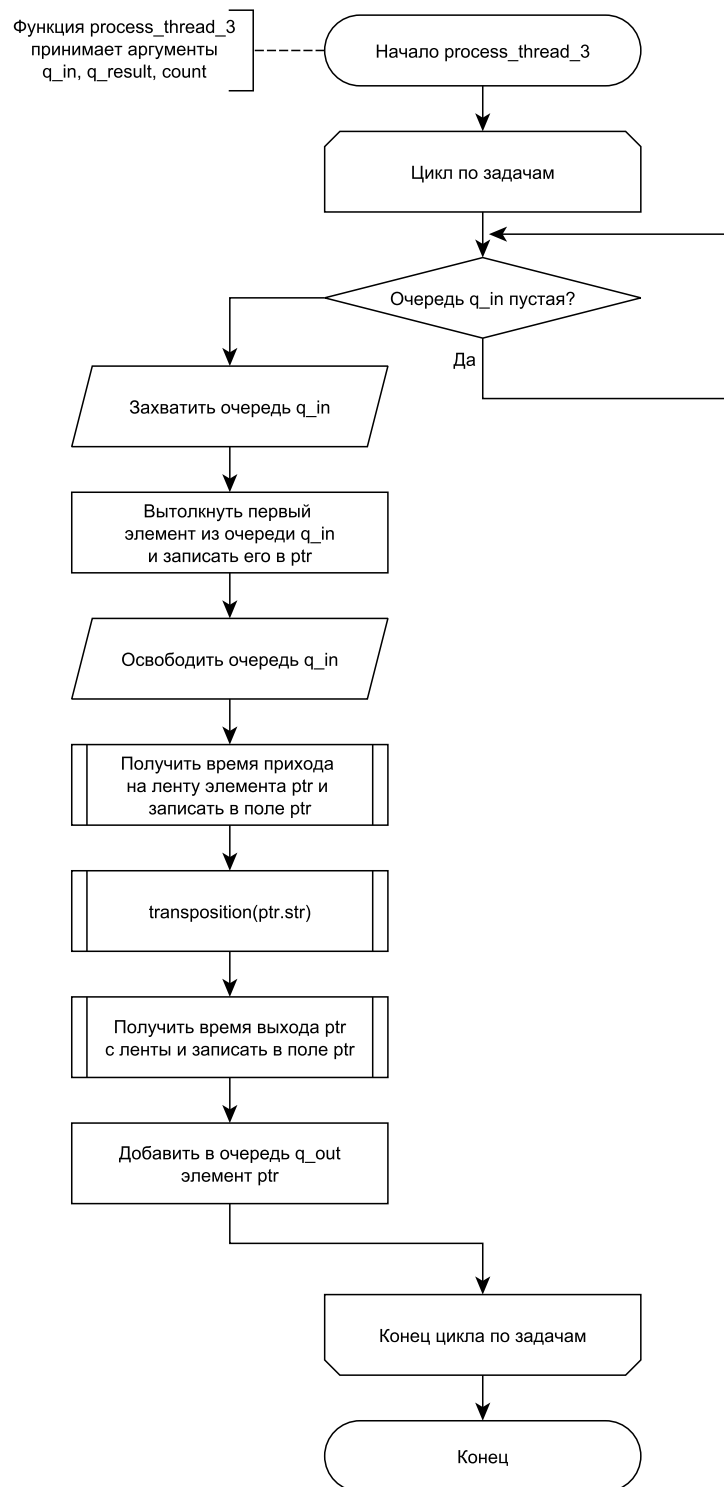 Функция process_thread_3
принимает аргументы
q_in, q_result, count
Начало process_thread_3
Цикл по задачам
Очередь q_in пустая?
Да
Захватить очередь q_in
Вытолкнуть первый
элемент из очереди q_in
и записать его в ptr
Освободить очередь q_in
Получить время прихода
на ленту элемента ptr и
записать в поле ptr
transposition(ptr.str)
Получить время выхода ptr
с ленты и записать в поле ptr
Добавить в очередь q_out
элемент ptr
Конец цикла по задачам
Конец